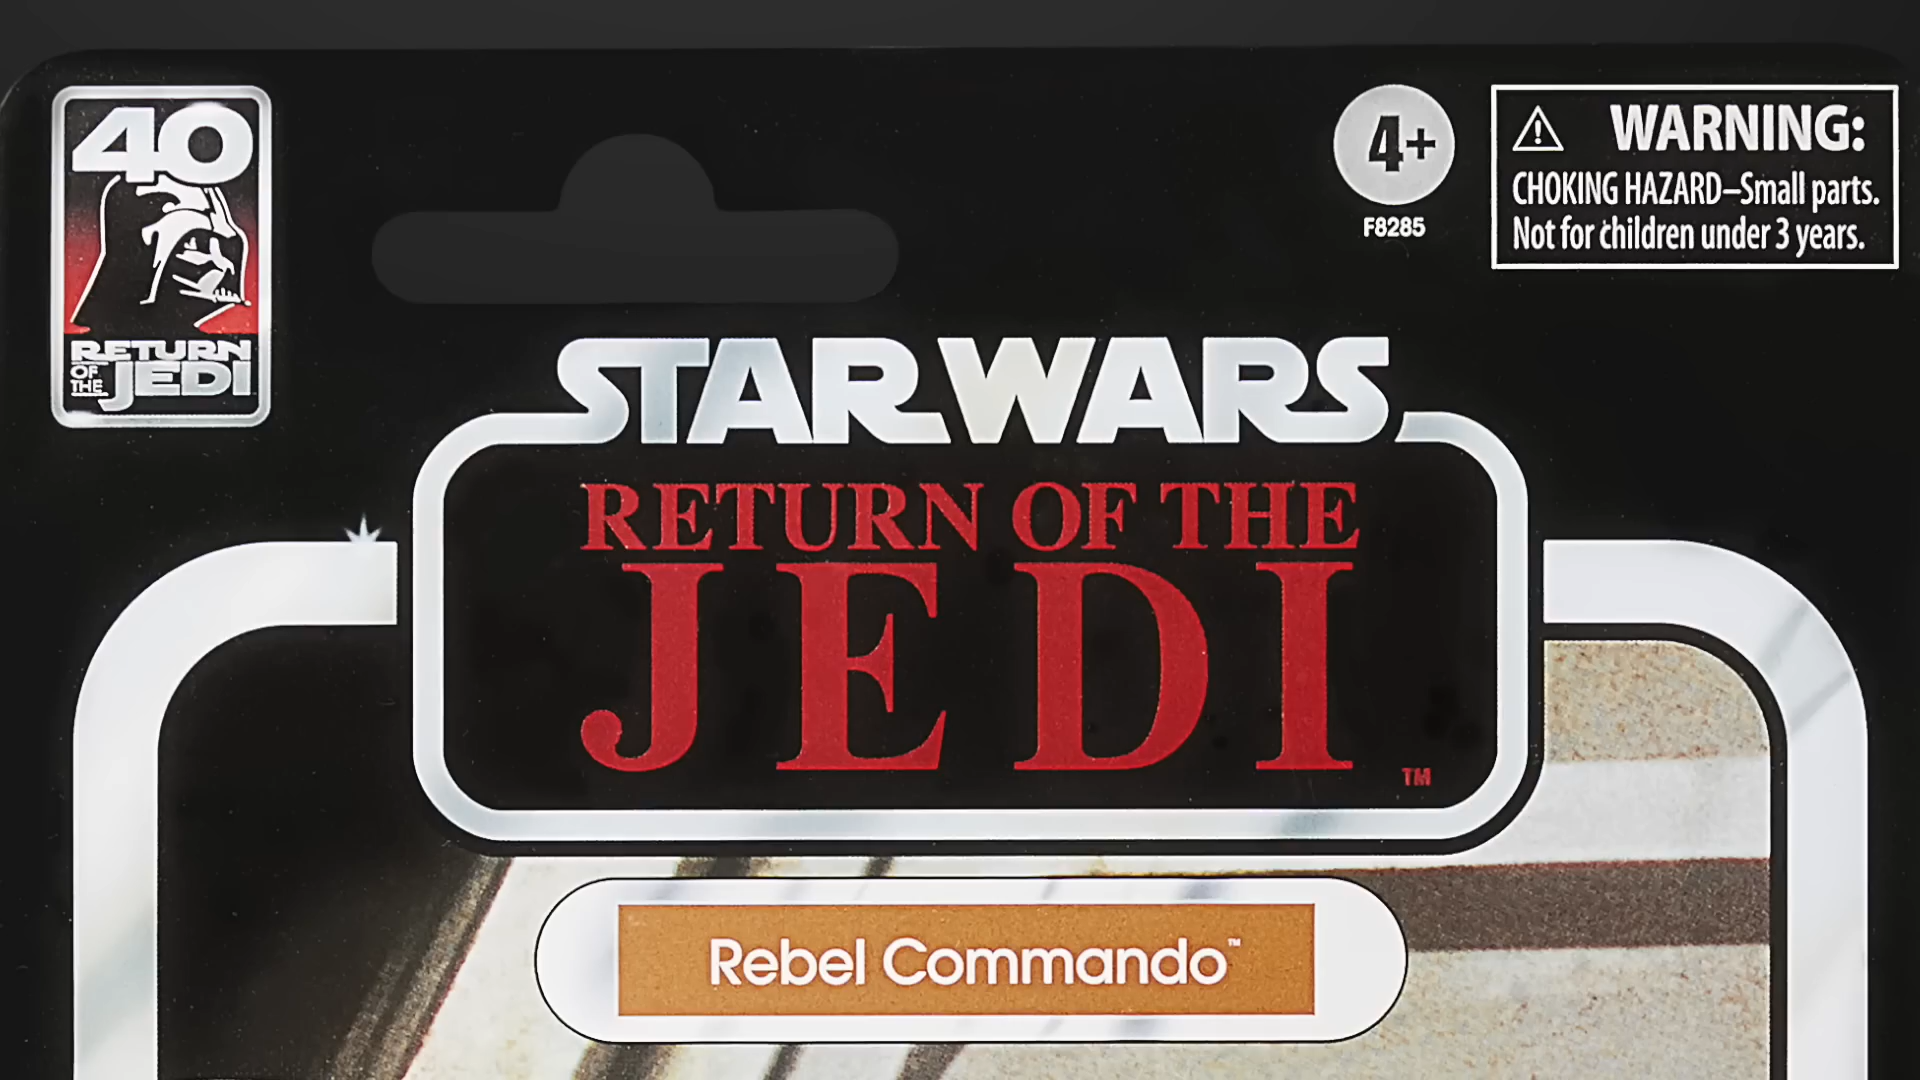 40
RETURN
OF
THE
JEDI
4+
F8285
WARNING:
CHOKING HAZARD–Small parts.
Not for children under 3 years.
STAR WARS
RETURN OF THE
JEDI
TM
Rebel Commando™